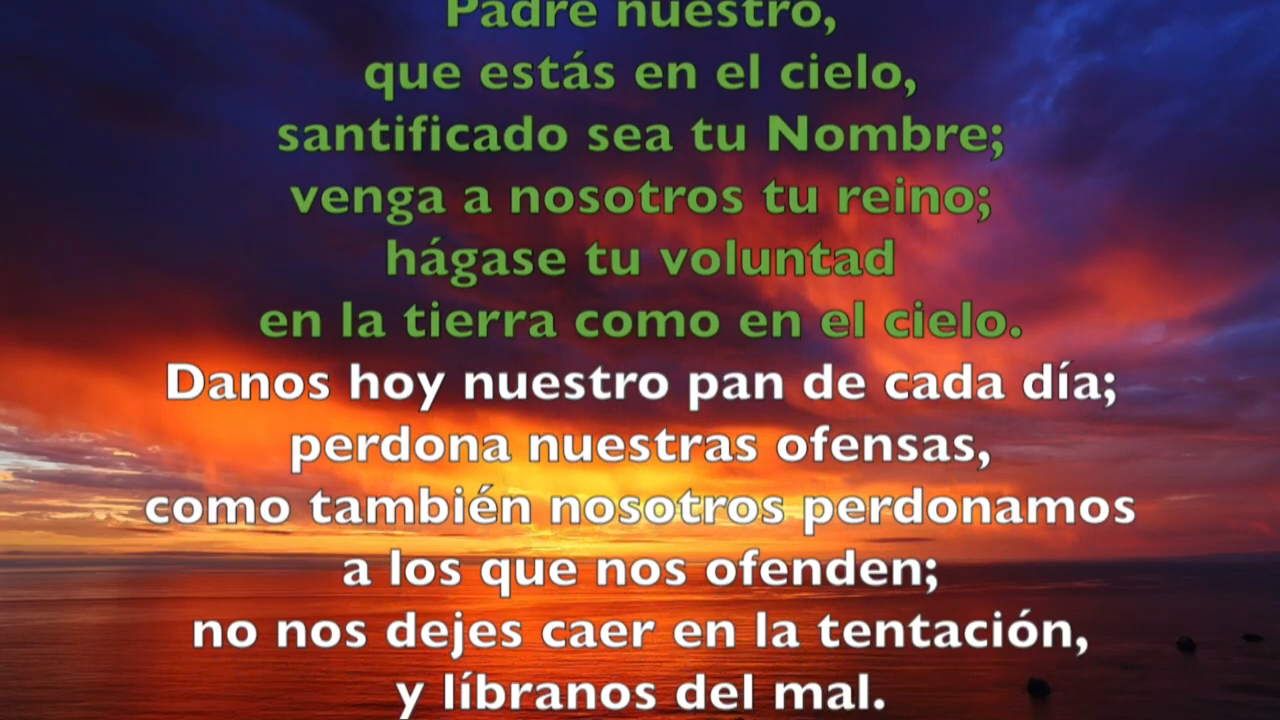 Padre nuestro,
que estás en el cielo,
santificado sea tu Nombre;
venga a nosotros tu reino;
hágase tu voluntad
en la tierra como en el cielo.
Danos hoy nuestro pan de cada día;
perdona nuestras ofensas,
como también nosotros perdonamos
a los que nos ofenden;
no nos dejes caer en la tentación,
y líbranos del mal.